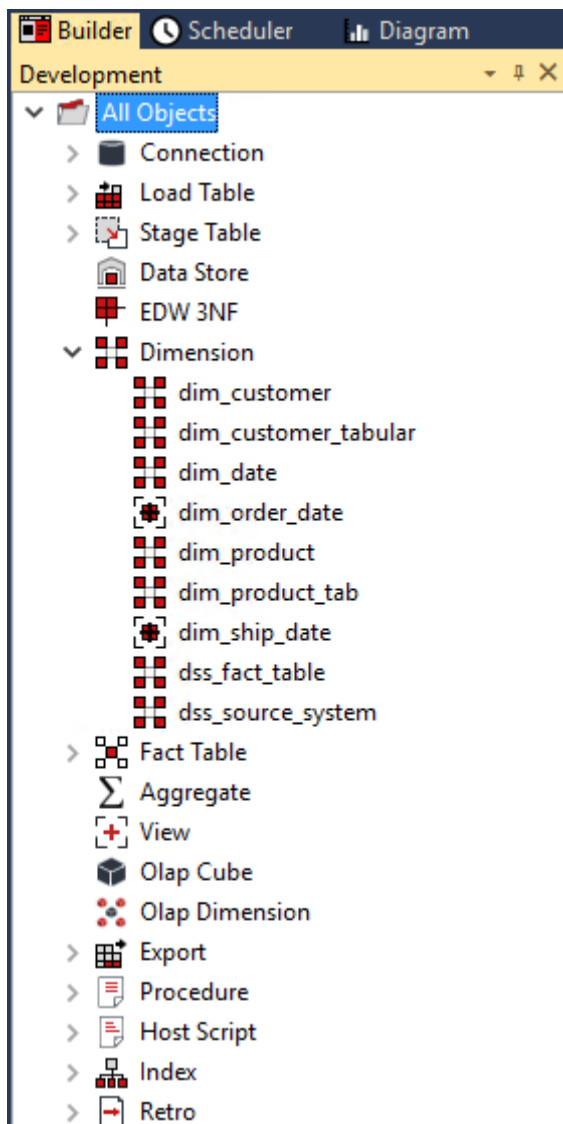 Builder Scheduler Diagram
Development
All Objects
Connection
Load Table
Stage Table
Data Store
EDW 3NF
Dimension
dim_customer
dim_customer_tabular
dim_date
dim_order_date
dim_product
dim_product_tab
dim_ship_date
dss_fact_table
dss_source_system
Fact Table
Aggregate
View
Olap Cube
Olap Dimension
Export
Procedure
Host Script
Index
Retro